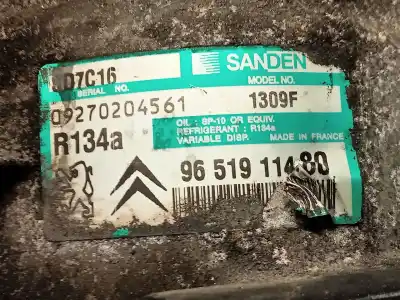 D7C16
SANDEN
SERIAL NO.
MODEL NO.
09270204561
1309F
R134a
OIL : SP-10 OR EQUIV.
REFRIGERANT : R134a
VARIABLE DISP. MADE IN FRANCE
96 519 114 80